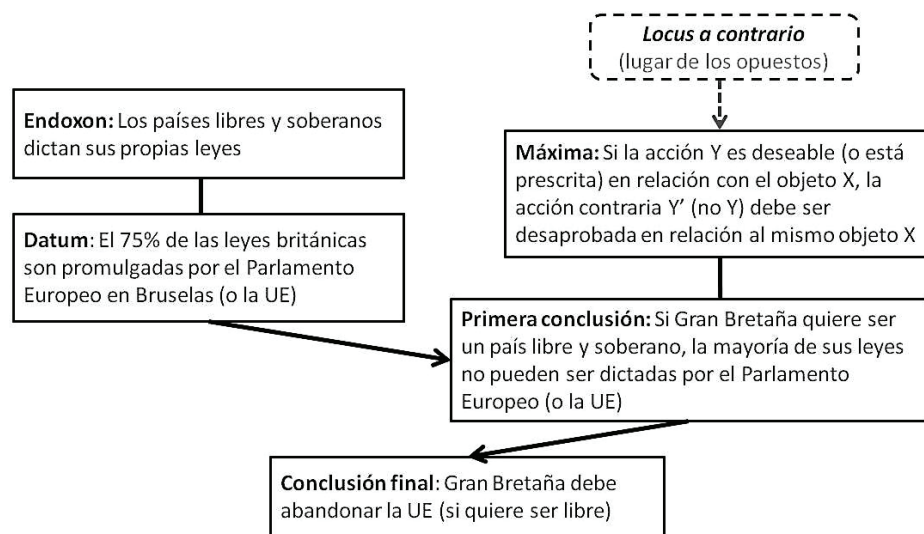 Locus a contrario
(lugar de los opuestos)
Endoxon: Los países libres y soberanos
dictan sus propias leyes
Máxima: Si la acción Y es deseable (o está
prescrita) en relación con el objeto X, la
acción contraria Y’ (no Y) debe ser
desaprobada en relación al mismo objeto X
Datum: El 75% de las leyes británicas
son promulgadas por el Parlamento
Europeo en Bruselas (o la UE)
Primera conclusión: Si Gran Bretaña quiere ser
un país libre y soberano, la mayoría de sus leyes
no pueden ser dictadas por el Parlamento
Europeo (o la UE)
Conclusión final: Gran Bretaña debe
abandonar la UE (si quiere ser libre)